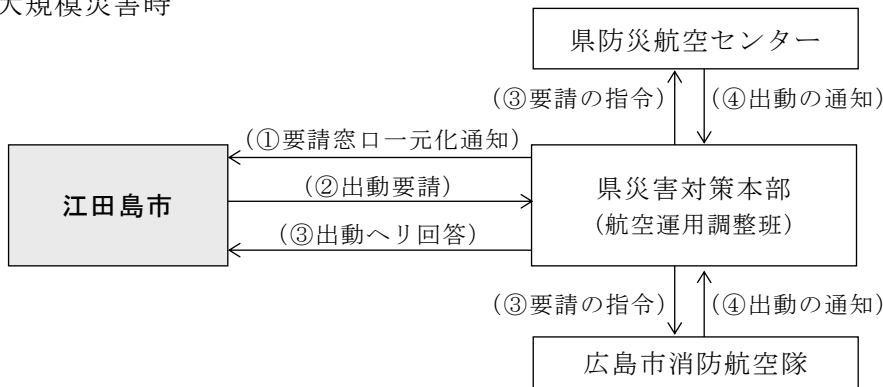 大規模災害時
県防災航空センター
(③要請の指令)
(④出動の通知)
(①要請窓口一元化通知)
江田島市
(②出動要請)
県災害対策本部
(航空運用調整班)
(③出動ヘリ回答)
(③要請の指令)
(④出動の通知)
広島市消防航空隊